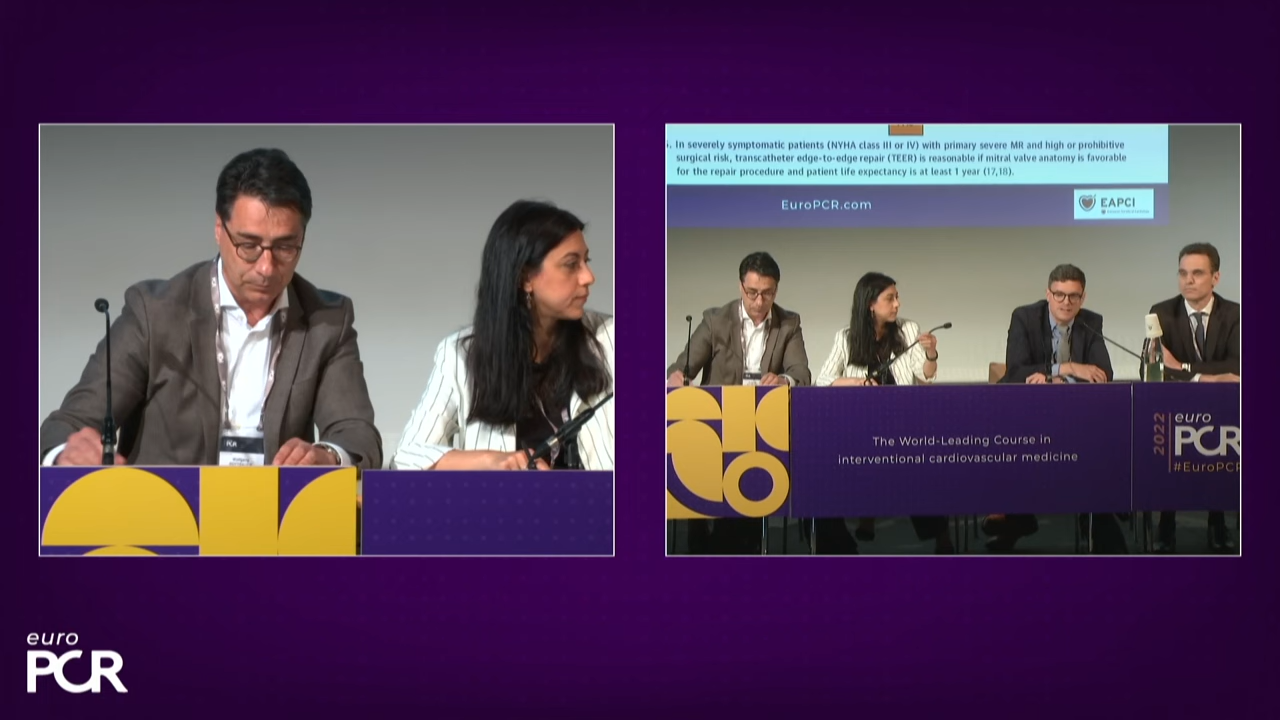 . In severely symptomatic patients (NYHA class III or IV) with primary severe MR and high or prohibitive
surgical risk, transcatheter edge-to-edge repair (TEER) is reasonable if mitral valve anatomy is favorable
for the repair procedure and patient life expectancy is at least 1 year (17,18).
EuroPCR.com
EAPCI
PCR
The World-Leading Course in
interventional cardiovascular medicine
2022
euro
PCR
#EuroPCR
euro
PCR